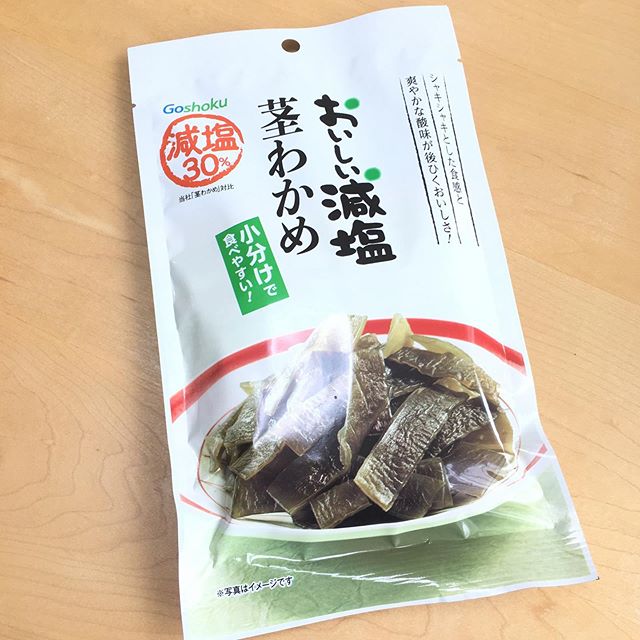 Goshoku
減塩
30%
当社「茎わかめ」対比
おいしい減塩
茎わかめ
小分けで
食べやすい!
シャキシャキとした食感と
爽やかな酸味が後ひくおいしさ!
※写真はイメージです